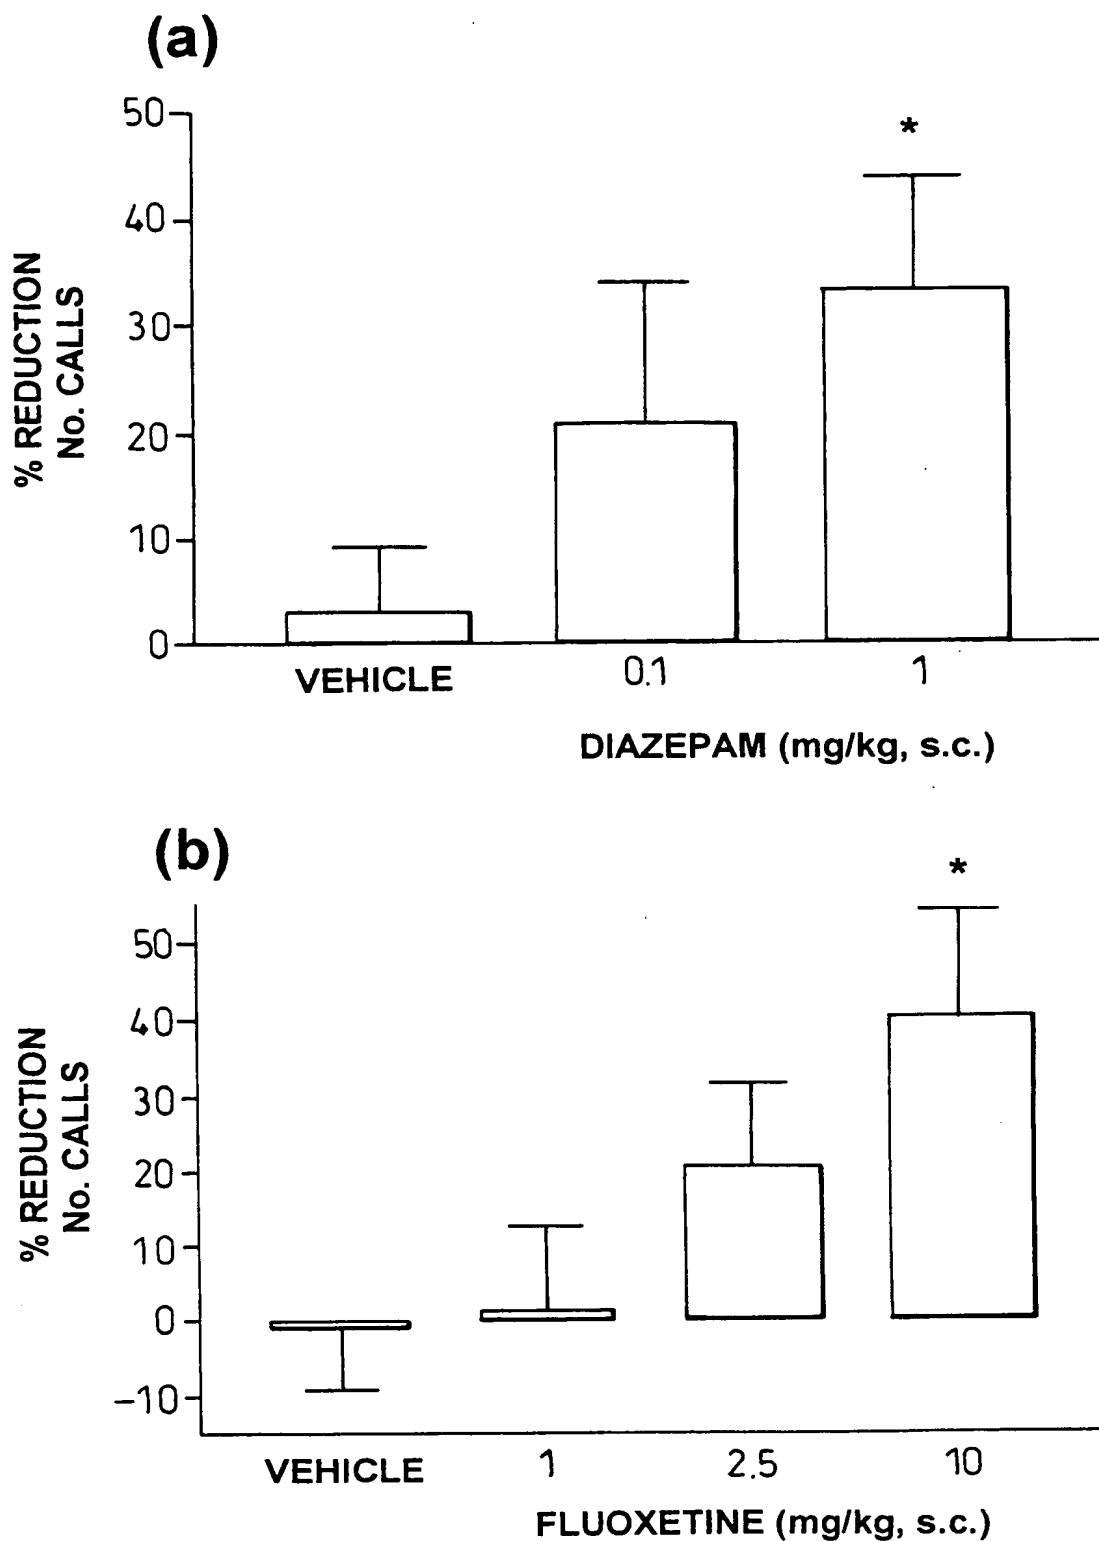 (a)
50
40
30
20
10
0
% REDUCTION
No. CALLS
*
VEHICLE
0.1
1
DIAZEPAM (mg/kg, s.c.)
(b)
50
40
30
20
10
0
−10
% REDUCTION
No. CALLS
*
VEHICLE
1
2.5
10
FLUOXETINE (mg/kg, s.c.)